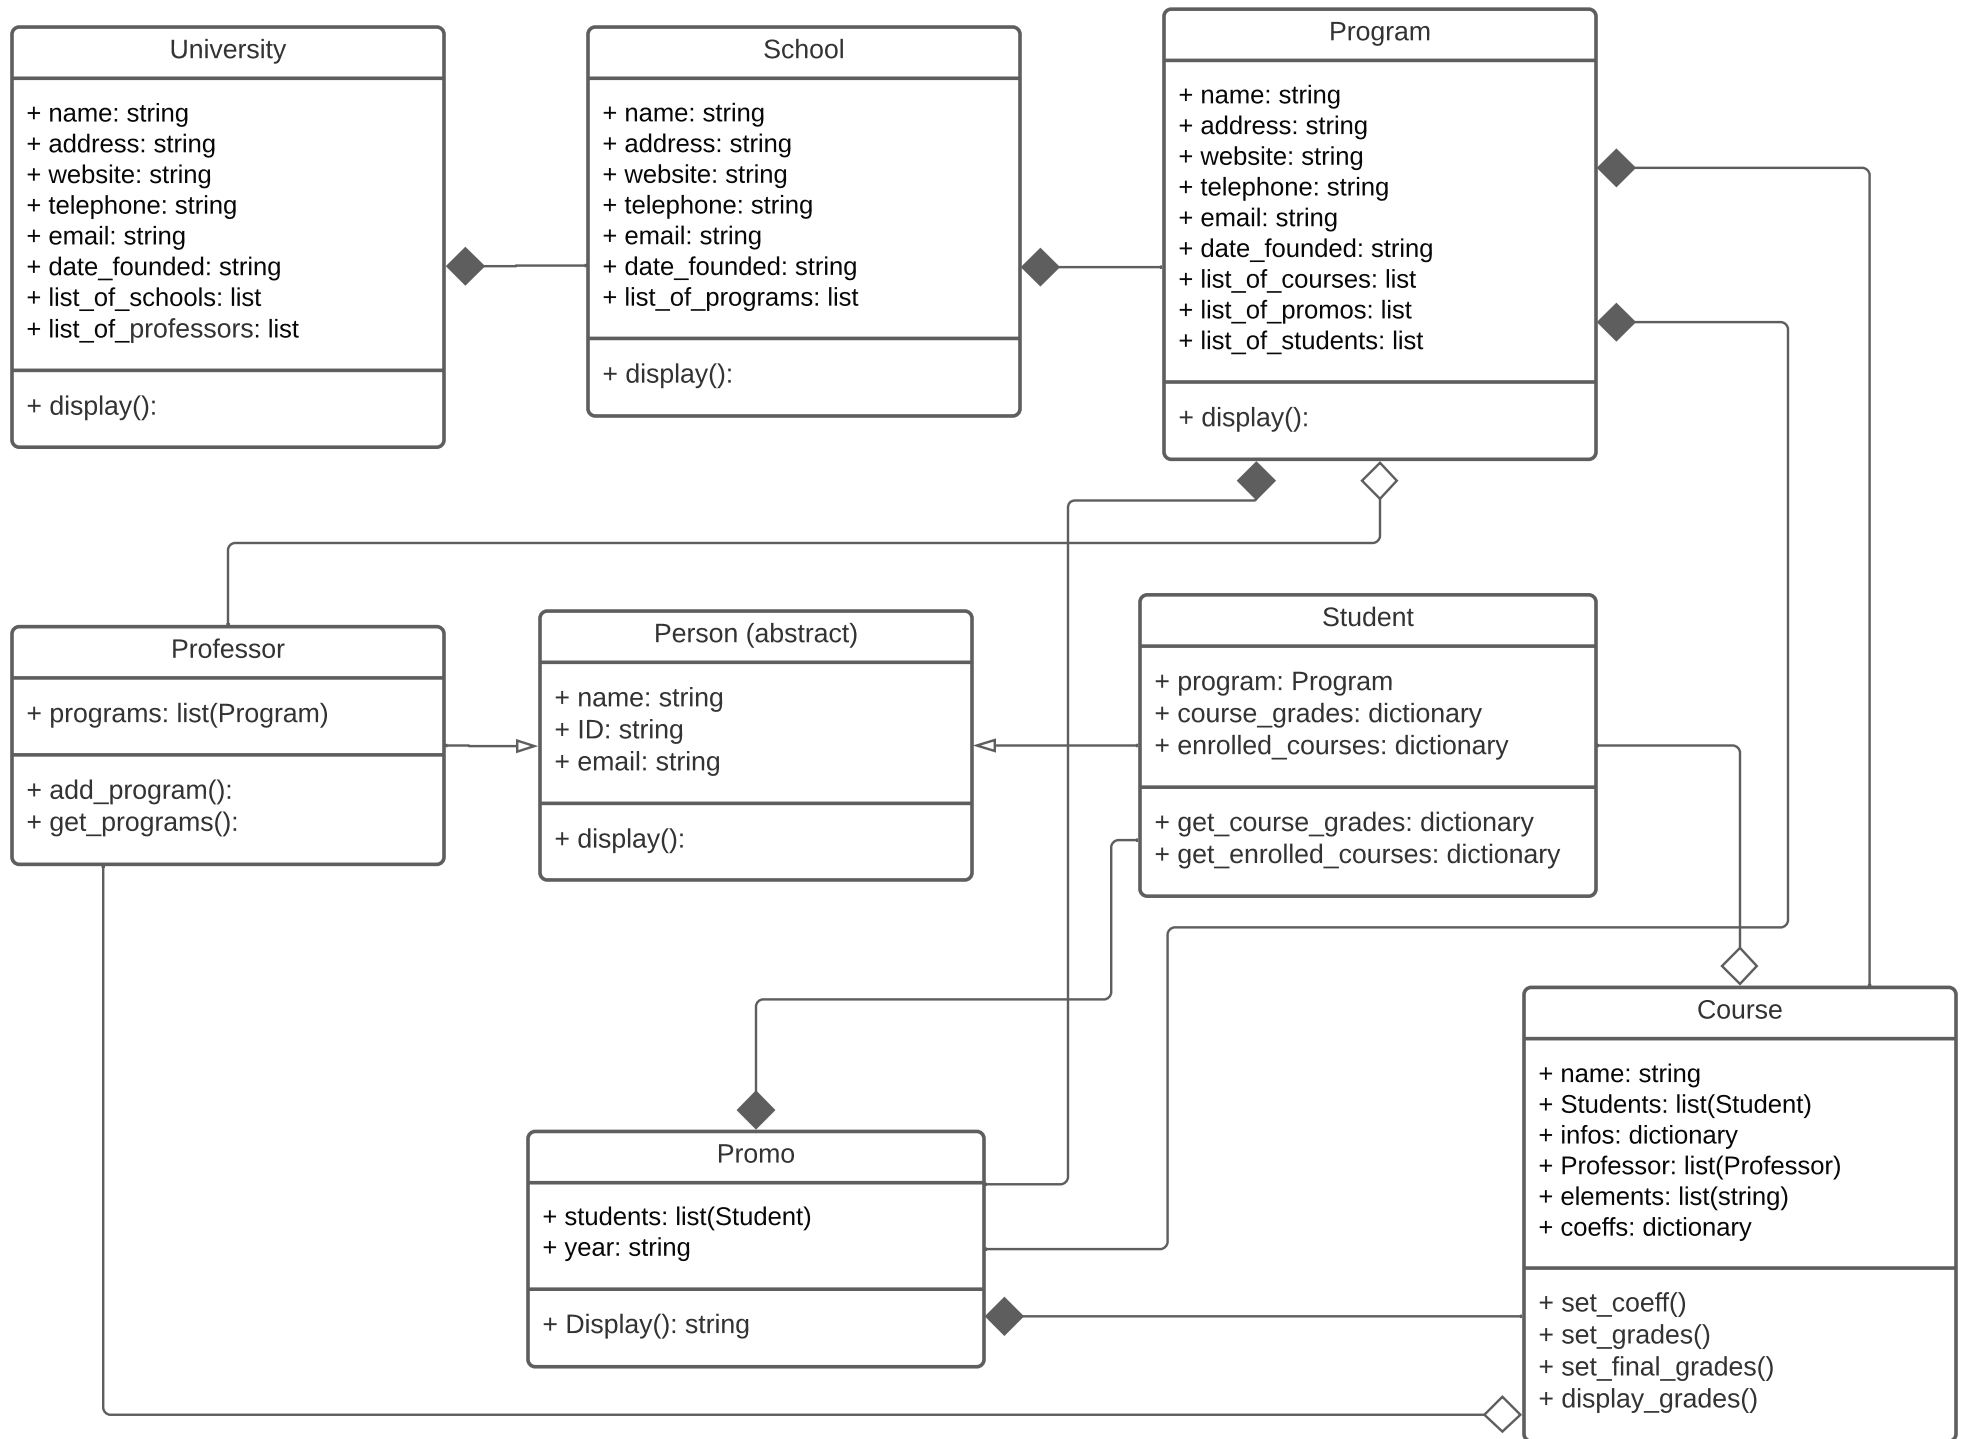 University
+ name: string
+ address: string
+ website: string
+ telephone: string
+ email: string
+ date_founded: string
+ list_of_schools: list
+ list_of_professors: list
+ display():
School
+ name: string
+ address: string
+ website: string
+ telephone: string
+ email: string
+ date_founded: string
+ list_of_programs: list
+ display():
Program
+ name: string
+ address: string
+ website: string
+ telephone: string
+ email: string
+ date_founded: string
+ list_of_courses: list
+ list_of_promos: list
+ list_of_students: list
+ display():
Professor
+ programs: list(Program)
+ add_program():
+ get_programs():
Person (abstract)
+ name: string
+ ID: string
+ email: string
+ display():
Student
+ program: Program
+ course_grades: dictionary
+ enrolled_courses: dictionary
+ get_course_grades: dictionary
+ get_enrolled_courses: dictionary
Promo
+ students: list(Student)
+ year: string
+ Display(): string
Course
+ name: string
+ Students: list(Student)
+ infos: dictionary
+ Professor: list(Professor)
+ elements: list(string)
+ coeffs: dictionary
+ set_coeff()
+ set_grades()
+ set_final_grades()
+ display_grades()